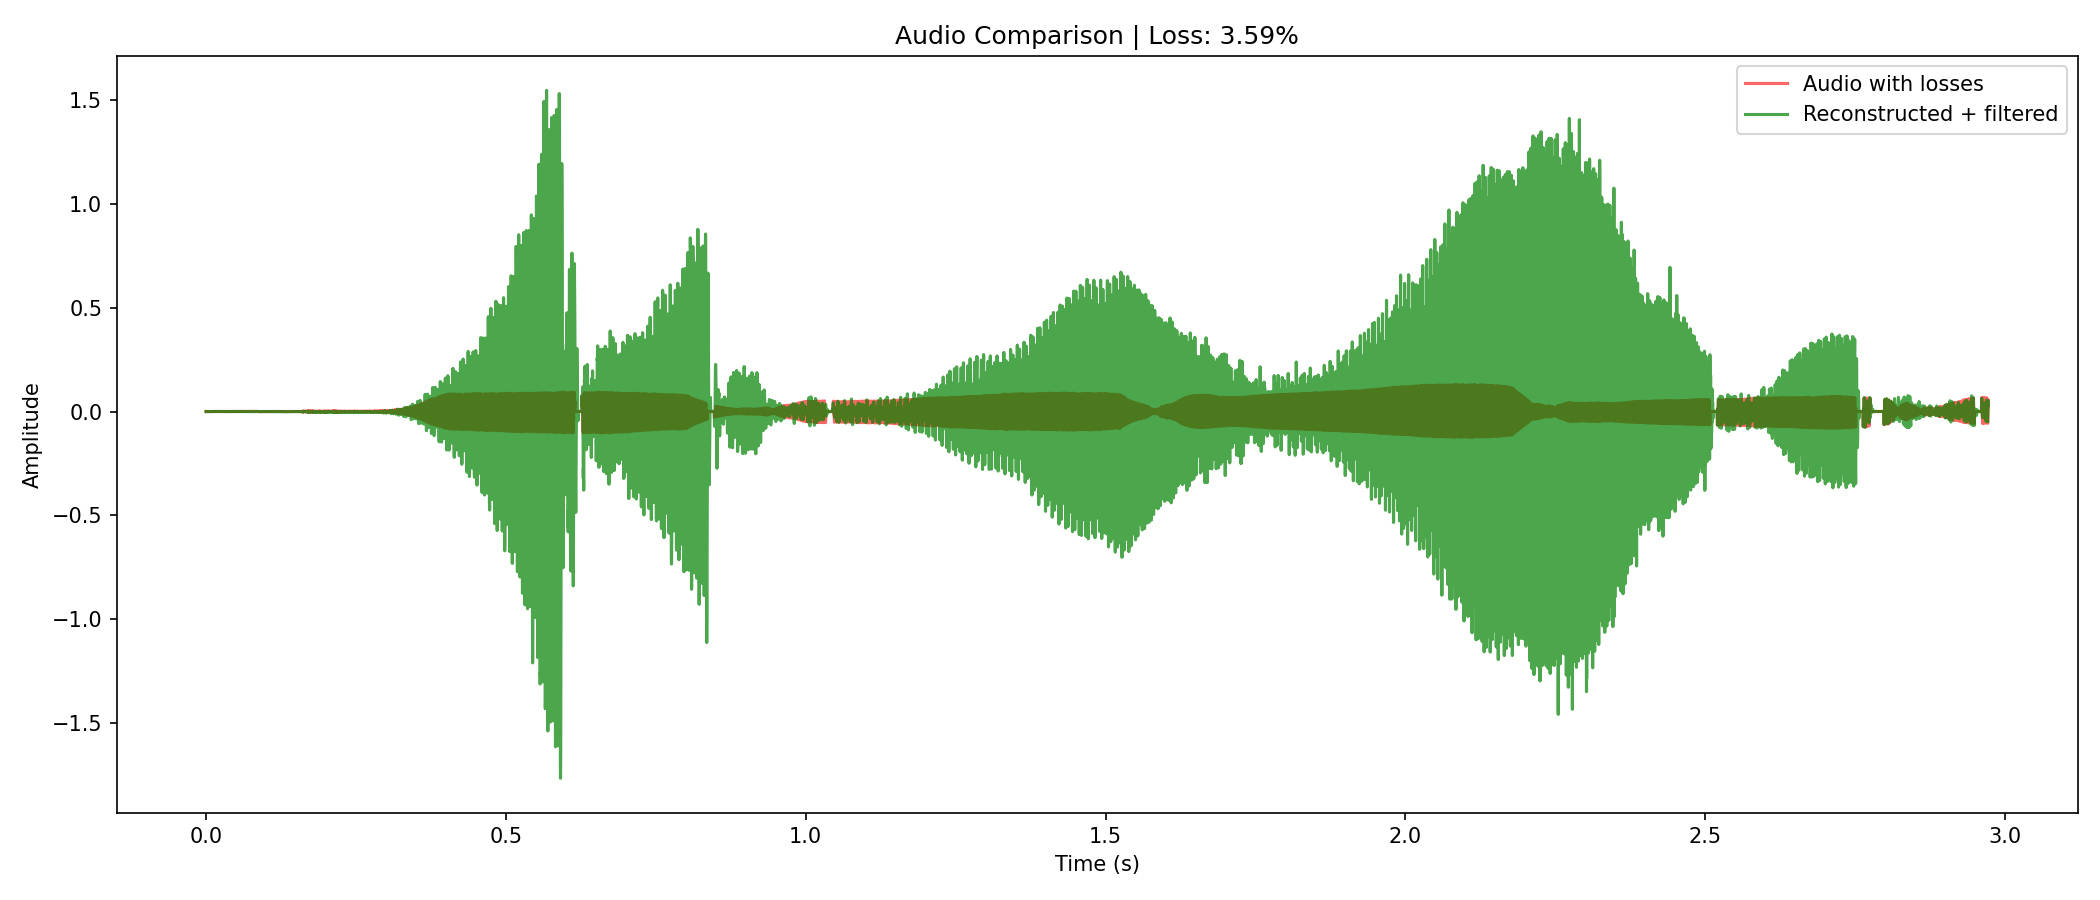 Audio Comparison | Loss: 3.59%
Audio with losses
Reconstructed + filtered
Amplitude
1.5
1.0
0.5
0.0
−0.5
−1.0
−1.5
0.0 0.5 1.0 1.5 2.0 2.5 3.0
Time (s)